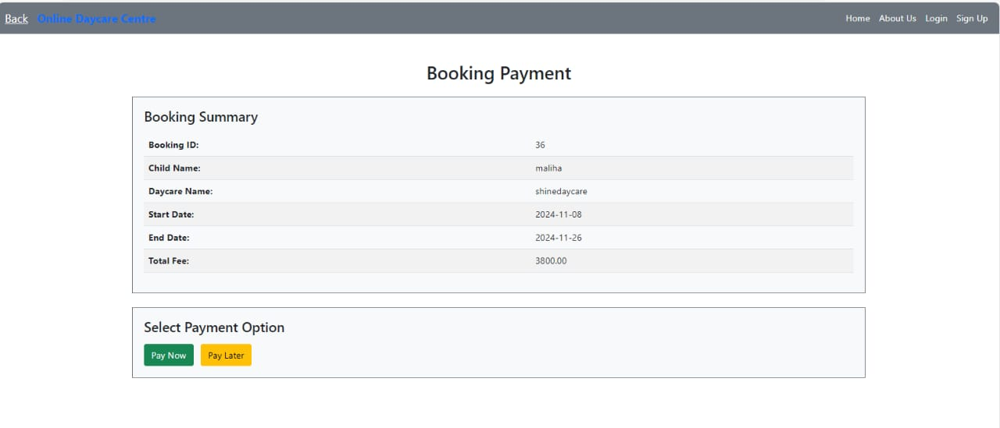 Back Online Daycare Centre Home About Us Login Sign Up
Booking Payment
Booking Summary
Booking ID: 36
Child Name: maliha
Daycare Name: shinedaycare
Start Date: 2024-11-08
End Date: 2024-11-26
Total Fee: 3800.00
Select Payment Option
Pay Now Pay Later